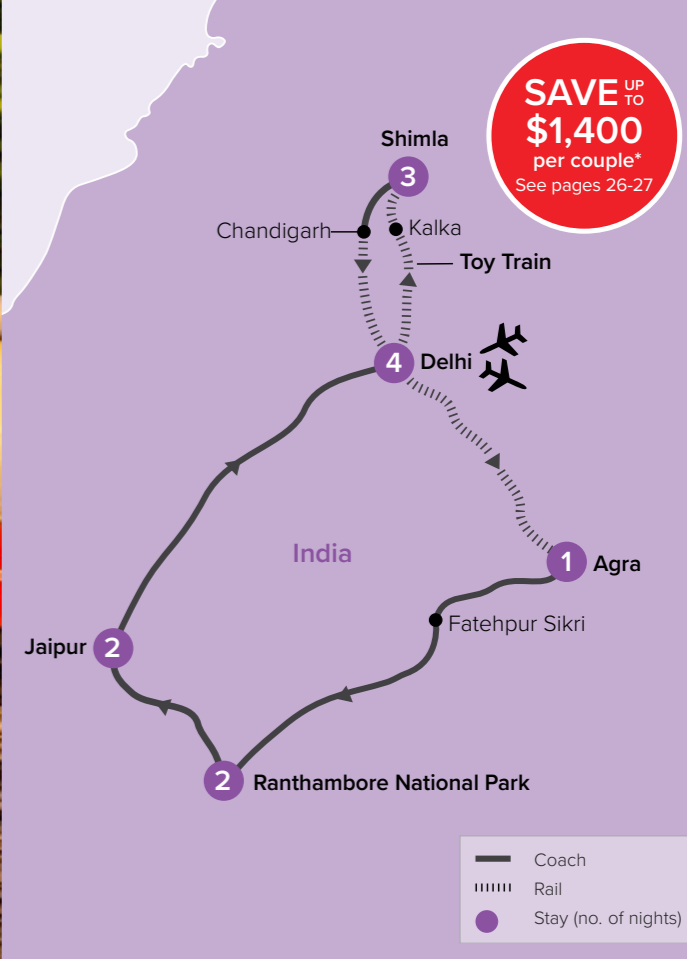 SAVE UP TO
$1,400
per couple*
See pages 26-27
Shimla
3
Chandigarh
Kalka
Toy Train
4
Delhi
India
1
Agra
Fatehpur Sikri
Jaipur
2
2
Ranthambore National Park
Coach
Rail
Stay (no. of nights)